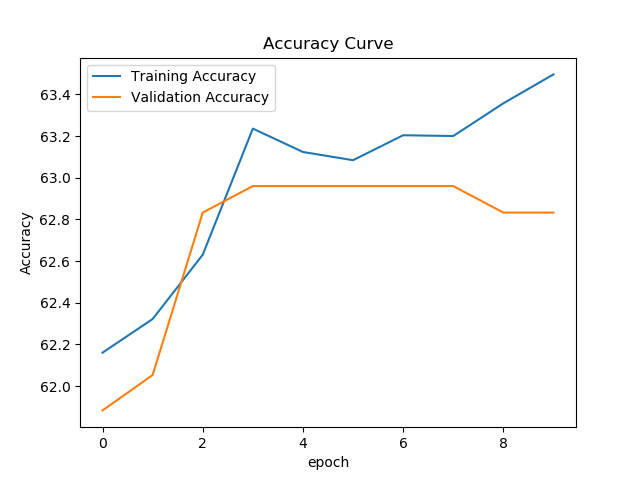 Accuracy Curve
Training Accuracy
Validation Accuracy
63.4
63.2
63.0
62.8
62.6
62.4
62.2
62.0
Accuracy
0 2 4 6 8
epoch